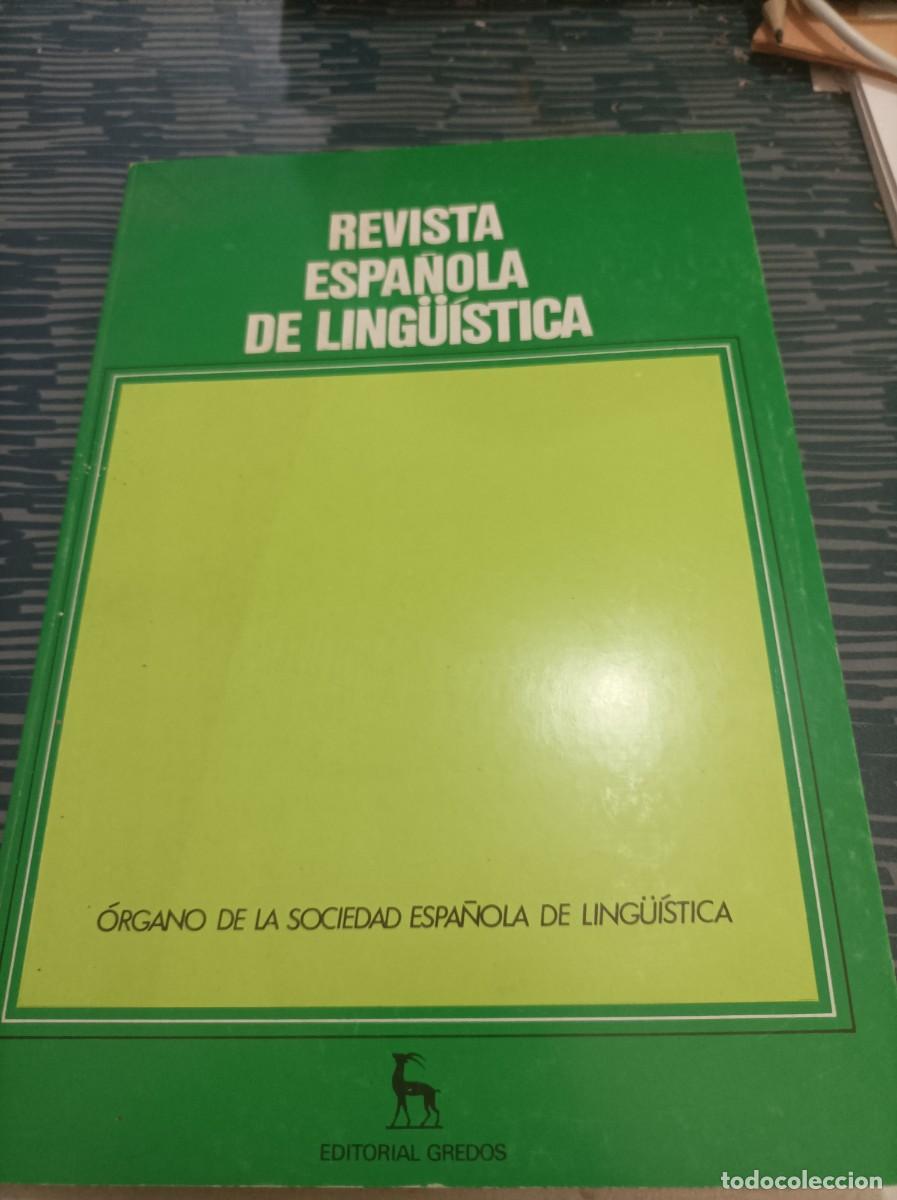 REVISTA
ESPAÑOLA
DE LINGÜÍSTICA
ÓRGANO DE LA SOCIEDAD ESPAÑOLA DE LINGÜÍSTICA
EDITORIAL GREDOS
todocoleccion